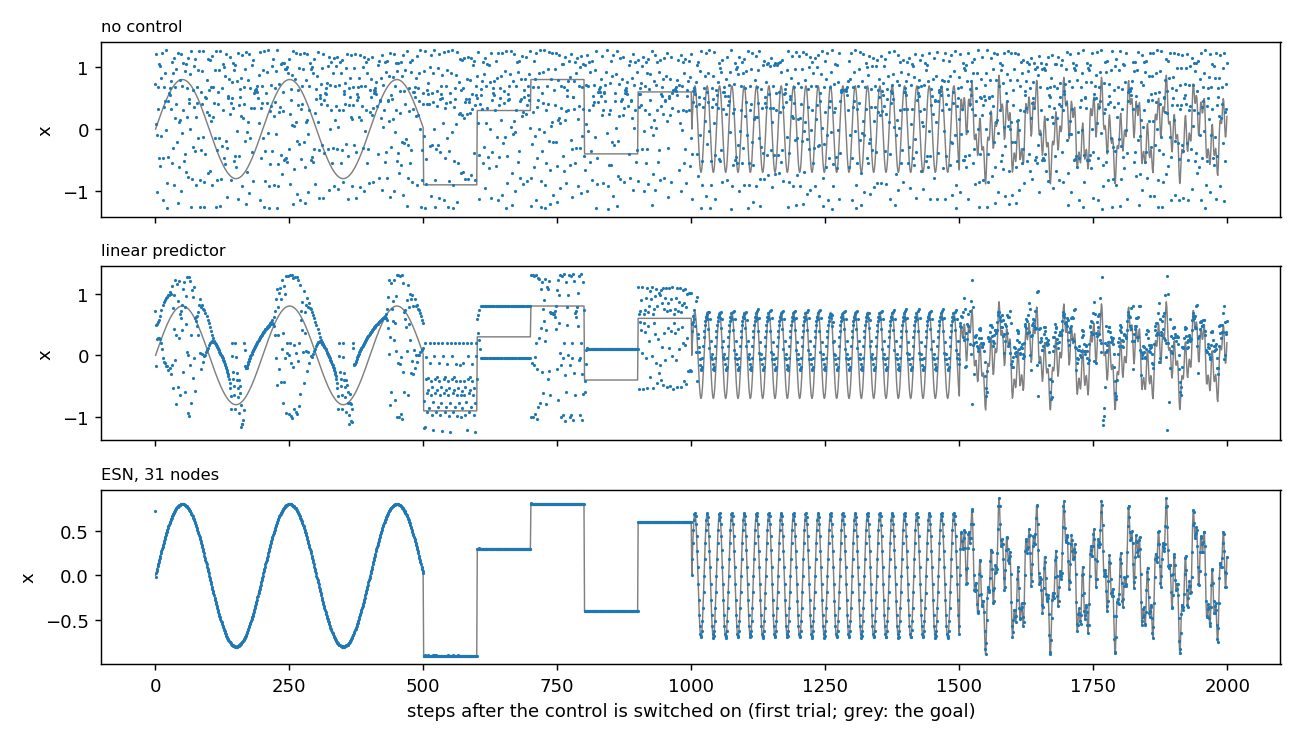 no control
1
0
−1
x
linear predictor
1
0
−1
x
ESN, 31 nodes
0.5
0.0
−0.5
x
0 250 500 750 1000 1250 1500 1750 2000
steps after the control is switched on (first trial; grey: the goal)